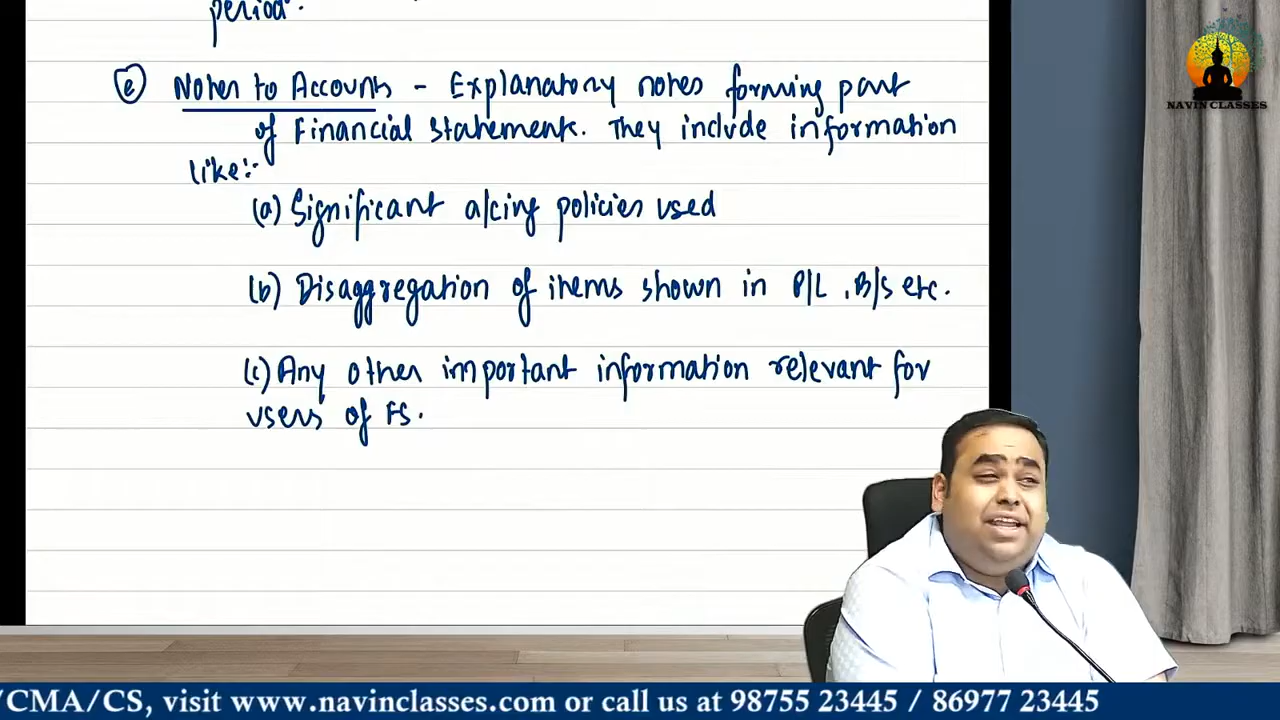 period.
(e) Notes to Accounts - Explanatory notes forming part
of Financial Statements. They include information
like:-
(a) Significant a/cing policies used
(b) Disaggregation of items shown in P/L, B/S etc.
(c) Any other important information relevant for
users of FS.
NAVIN CLASSES
/CMA/CS, visit www.navinclasses.com or call us at 98755 23445 / 86977 23445